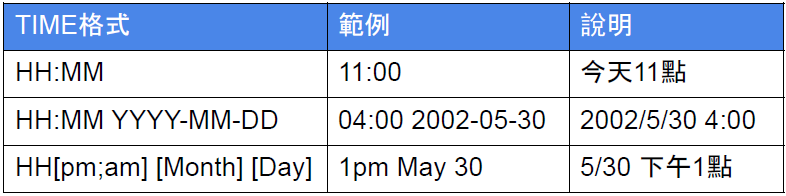 TIME格式 範例 說明
HH:MM 11:00 今天11點
HH:MM YYYY-MM-DD 04:00 2002-05-30 2002/5/30 4:00
HH[pm;am] [Month] [Day] 1pm May 30 5/30 下午1點